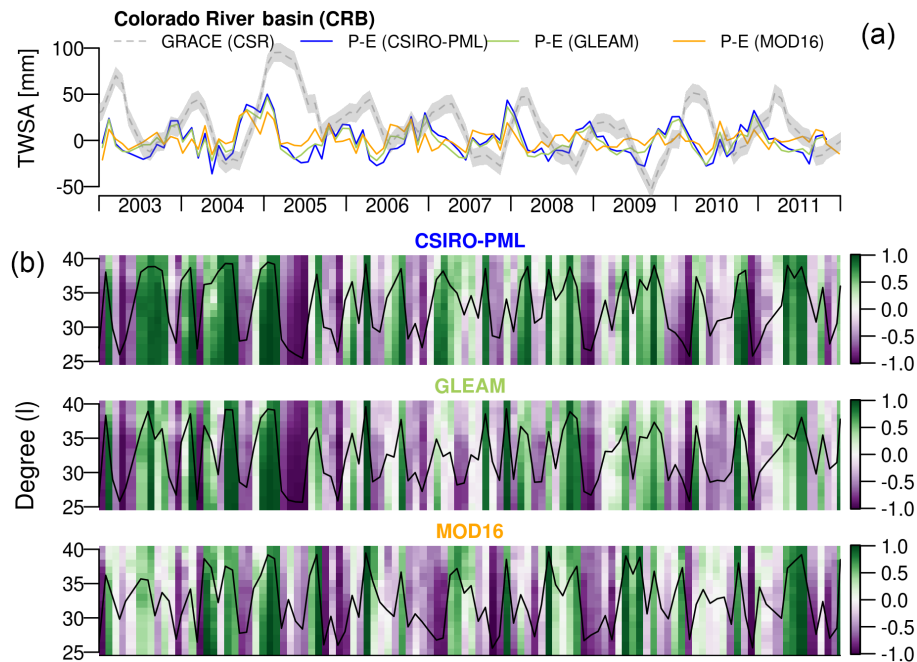 Colorado River basin (CRB)
GRACE (CSR) P-E (CSIRO-PML) P-E (GLEAM) P-E (MOD16) (a)
TWSA [mm]
100
50
0
-50
2003 2004 2005 2006 2007 2008 2009 2010 2011
(b) CSIRO-PML
40 1.0
35 0.5
0.0
30 -0.5
25 -1.0
GLEAM
Degree (l)
40 1.0
35 0.5
0.0
30 -0.5
25 -1.0
MOD16
40 1.0
35 0.5
0.0
30 -0.5
25 -1.0